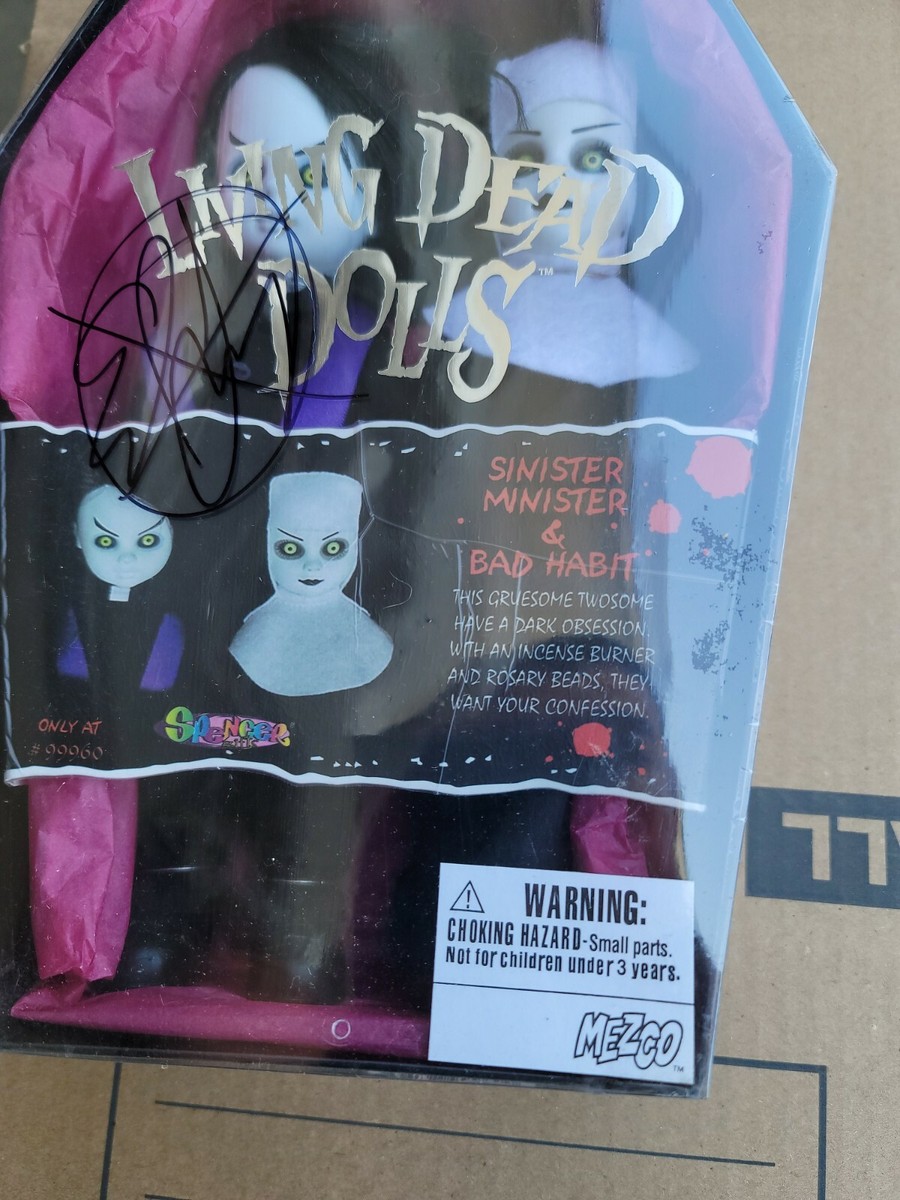 LIVING DEAD
DOLLS™
SINISTER
MINISTER
&
BAD HABIT
THIS GRUESOME TWOSOME
HAVE A DARK OBSESSION.
WITH AN INCENSE BURNER
AND ROSARY BEADS, THEY
WANT YOUR CONFESSION.
ONLY AT
SPENCER
#99960
WARNING:
CHOKING HAZARD-Small parts.
Not for children under 3 years.
MEZCO™